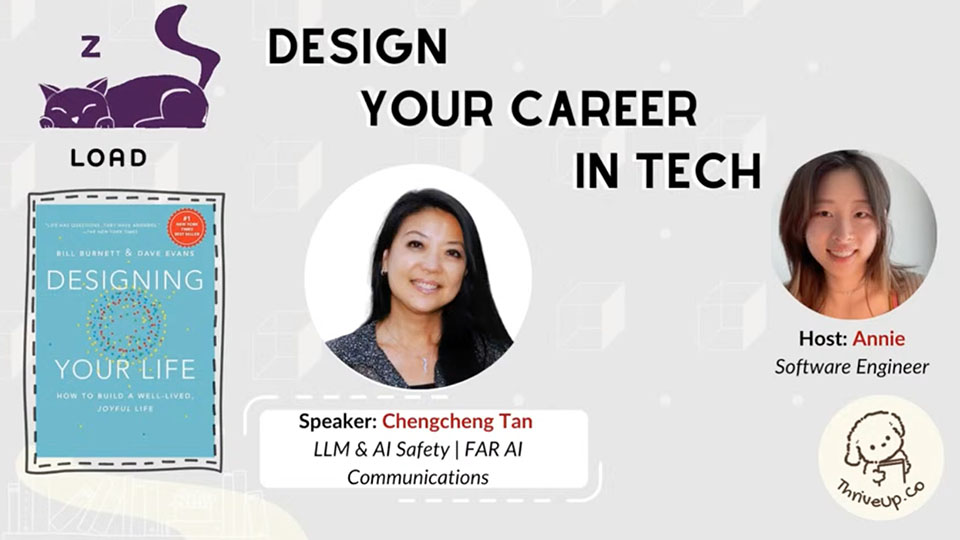 DESIGN
YOUR CAREER
IN TECH
Z
LOAD
"LIFE HAS QUESTIONS. THEY HAVE ANSWERS."
—THE NEW YORK TIMES
#1
NEW YORK
TIMES
BEST SELLER
BILL BURNETT & DAVE EVANS
DESIGNING
YOUR LIFE
HOW TO BUILD A WELL-LIVED,
JOYFUL LIFE
Speaker: Chengcheng Tan
LLM & AI Safety | FAR AI
Communications
Host: Annie
Software Engineer
ThriveUp.Co